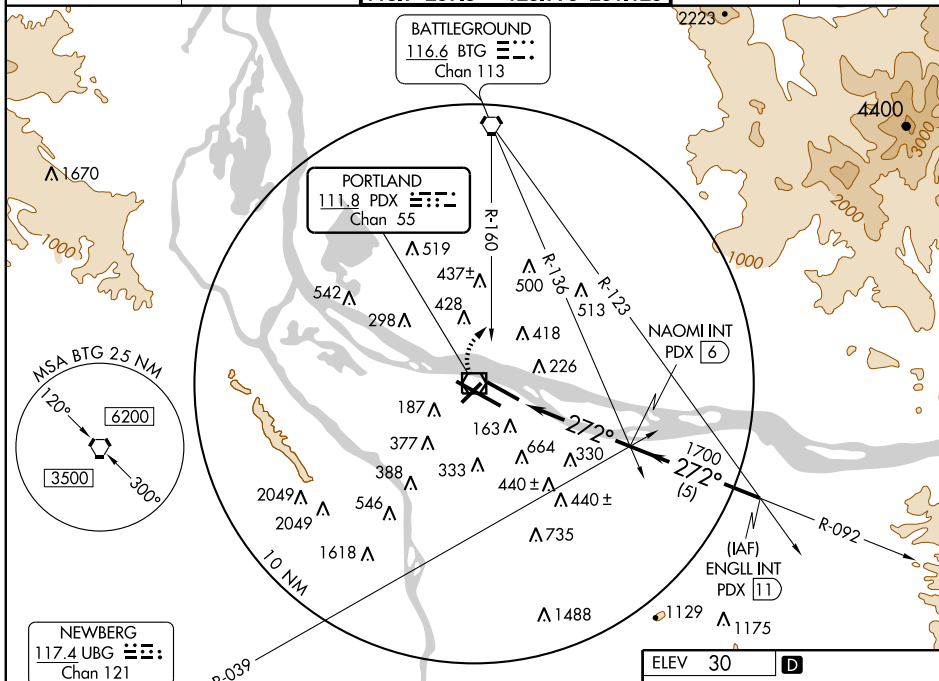 2223
BATTLEGROUND
116.6 BTG
Chan 113
4400
3000
1670
PORTLAND
111.8 PDX
Chan 55
R-160
2000
1000
1000
519
R-136
R-123
437±
500
542
513
428
298
418
NAOMI INT
PDX 6
226
MSA BTG 25 NM
120°
6200
3500
300°
187
163
272°
377
664
330
1700
272°
(5)
333
388
440 ±
440 ±
2049
2049
546
735
R-092
1618
(IAF)
ENGLL INT
PDX 11
10 NM
1488
1129
1175
NEWBERG
117.4 UBG
Chan 121
R-039
ELEV 30 D